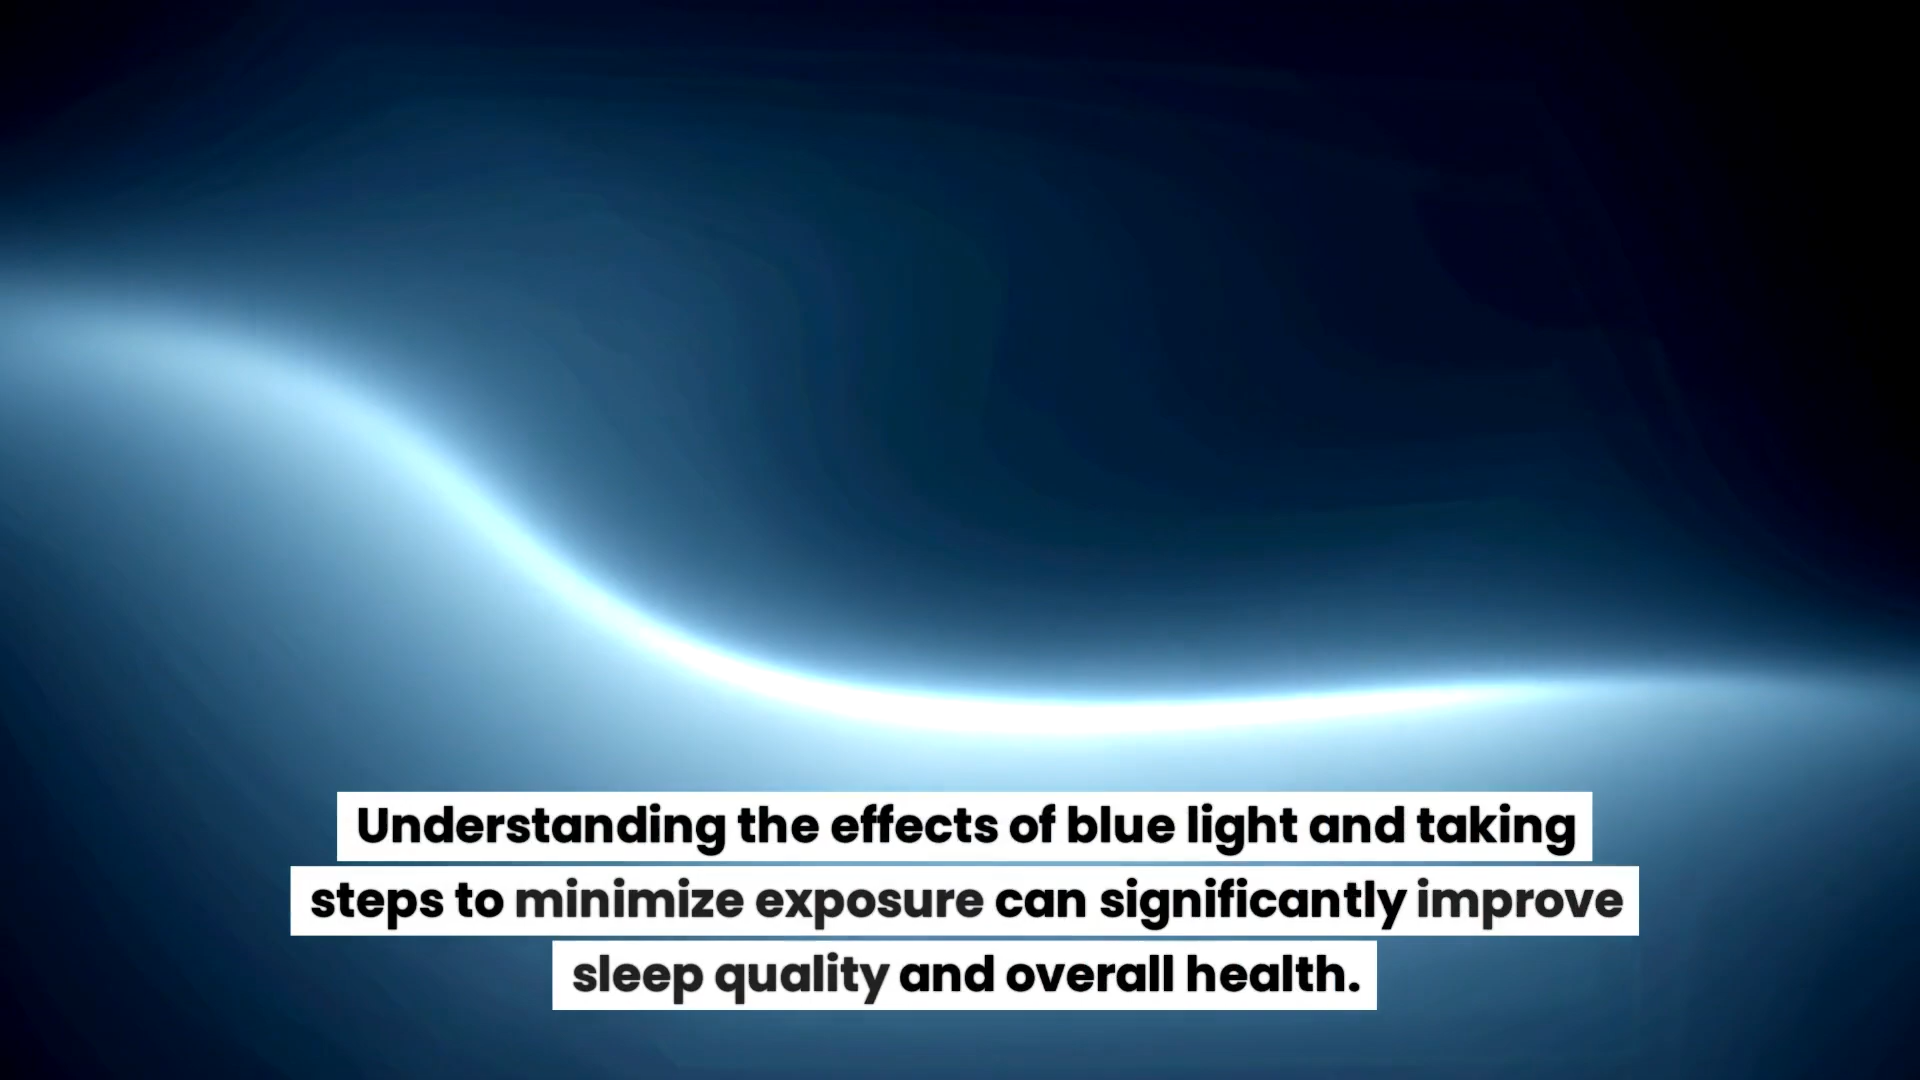 Understanding the effects of blue light and taking
steps to minimize exposure can significantly improve
sleep quality and overall health.